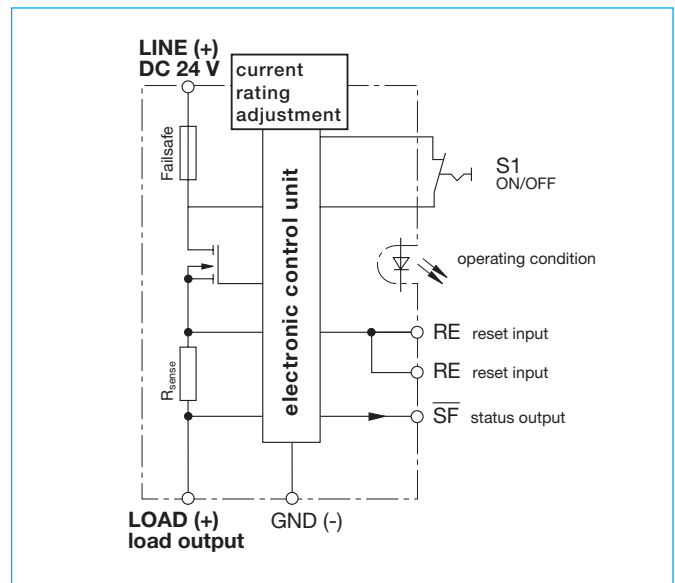 LINE (+)
DC 24 V
current
rating
adjustment
Failsafe
electronic control unit
S1
ON/OFF
operating condition
RE reset input
RE reset input
Rsense
SF status output
LOAD (+)
load output
GND (-)